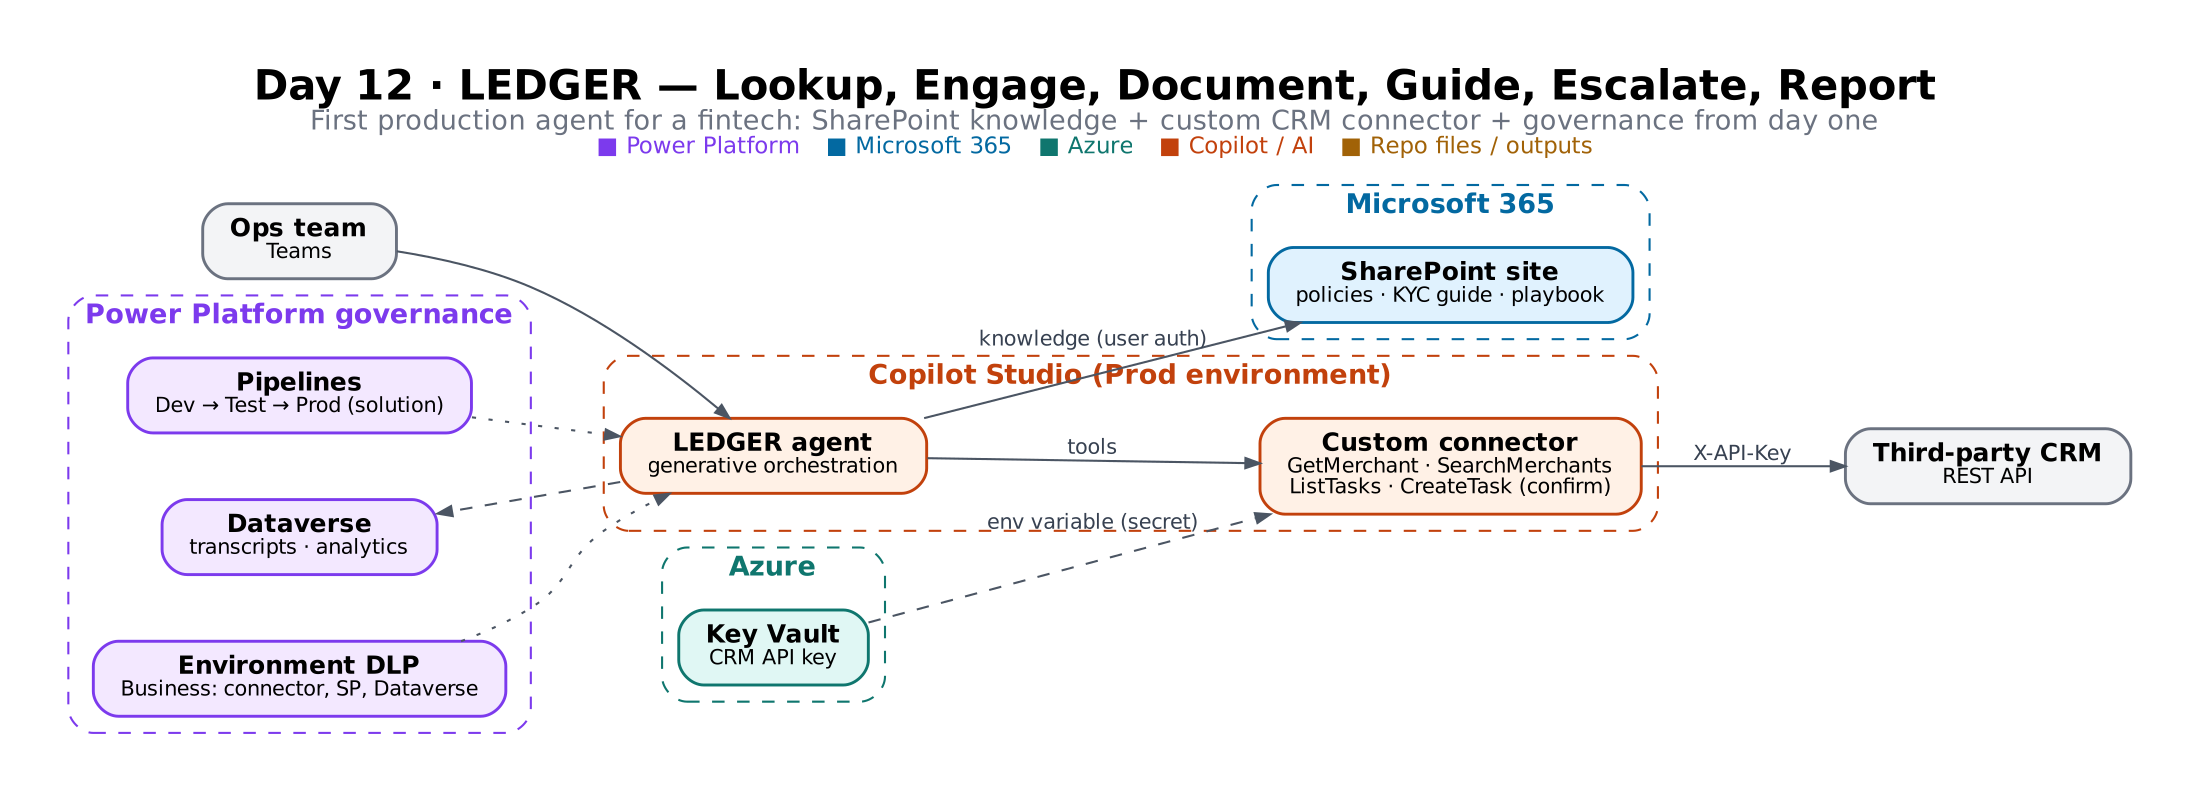 Day 12 · LEDGER — Lookup, Engage, Document, Guide, Escalate, Report
First production agent for a fintech: SharePoint knowledge + custom CRM connector + governance from day one
■ Power Platform ■ Microsoft 365 ■ Azure ■ Copilot / AI ■ Repo files / outputs
Ops team
Teams
Power Platform governance
Pipelines
Dev → Test → Prod (solution)
Dataverse
transcripts · analytics
Environment DLP
Business: connector, SP, Dataverse
Microsoft 365
SharePoint site
policies · KYC guide · playbook
knowledge (user auth)
Copilot Studio (Prod environment)
LEDGER agent
generative orchestration
tools
Custom connector
GetMerchant · SearchMerchants
ListTasks · CreateTask (confirm)
X-API-Key
Third-party CRM
REST API
env variable (secret)
Azure
Key Vault
CRM API key